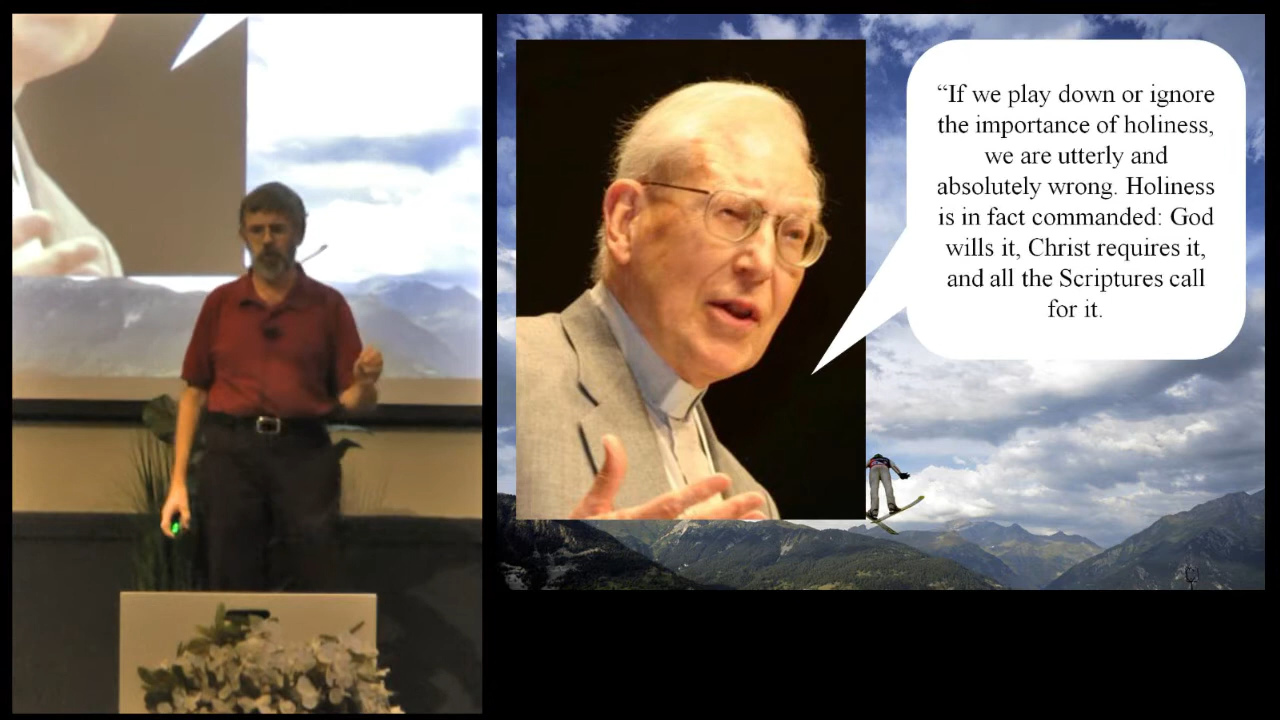 “If we play down or ignore
the importance of holiness,
we are utterly and
absolutely wrong. Holiness
is in fact commanded: God
wills it, Christ requires it,
and all the Scriptures call
for it.